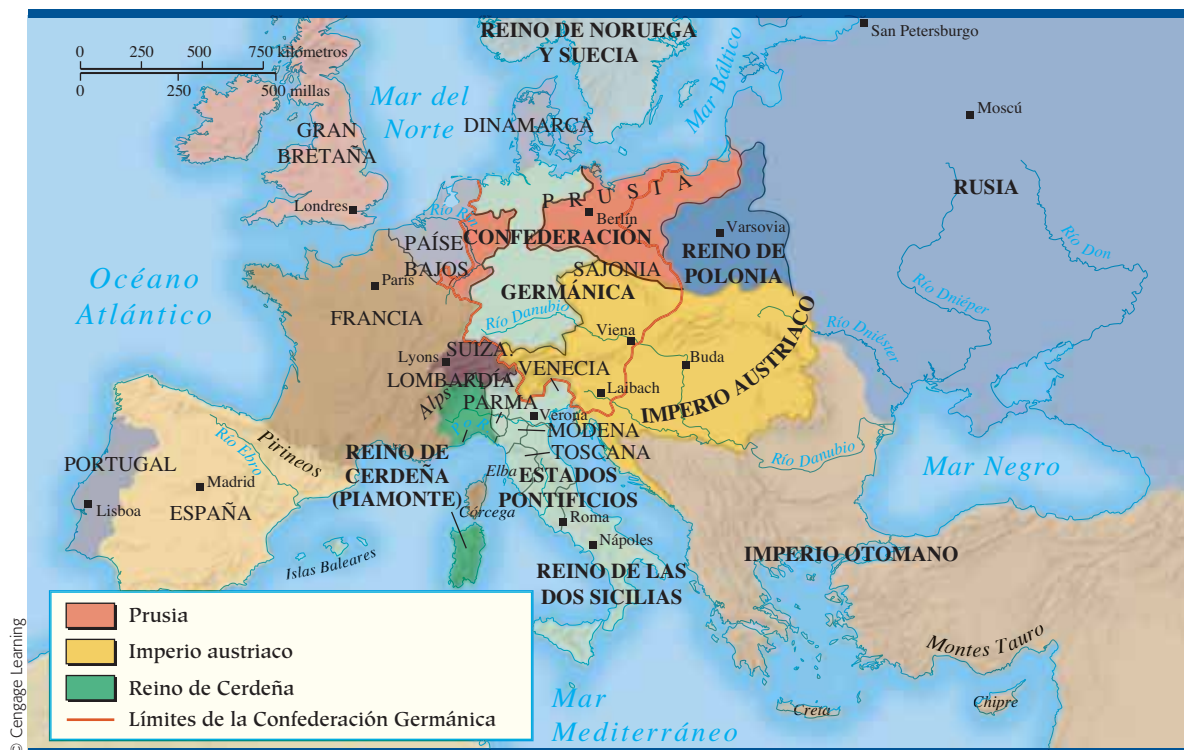 REINO DE NORUEGA
Y SUECIA
San Petersburgo
0 250 500 750 kilómetros
0 250 500 millas
Mar del
Norte
Mar Báltico
Moscú
DINAMARCA
GRAN
BRETAÑA
RUSIA
PRUSIA
Londres
Río Rin
Berlín
Varsovia
CONFEDERACIÓN
GERMÁNICA
REINO DE
POLONIA
Río Don
PAÍSE
BAJOS
SAJONIA
Océano
Atlántico
París
Río Dniéper
FRANCIA
Río Danubio
Viena
Río Dniéster
SUIZA.
Lyons
Buda
VENECIA
LOMBARDÍA
Laibach
IMPERIO AUSTRIACO
Alps
PARMA
Verona
MODENA
Pirineos
REINO DE
CERDEÑA
(PIAMONTE)
TOSCANA
Río Danubio
Mar Negro
Río Ebro
PORTUGAL
Elba
ESTADOS
PONTIFICIOS
Madrid
Lisboa
ESPAÑA
Córcega
Roma
Nápoles
IMPERIO OTOMANO
Islas Baleares
REINO DE LAS
DOS SICILIAS
Prusia
Imperio austriaco
Reino de Cerdeña
Límites de la Confederación Germánica
Montes Tauro
Mar
Mediterráneo
Creta
Chipre
© Cengage Learning